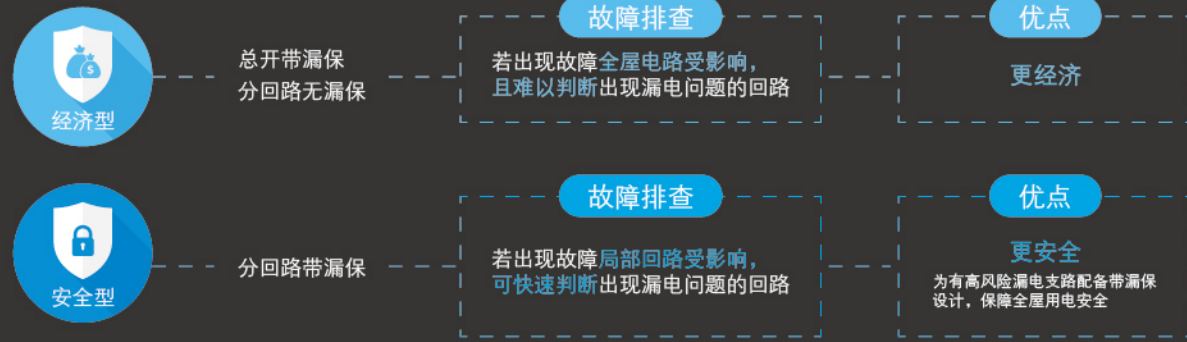 故障排查
优点
总开带漏保
分回路无漏保
若出现故障全屋电路受影响，
且难以判断出现漏电问题的回路
更经济
$
经济型
故障排查
优点
分回路带漏保
若出现故障局部回路受影响，
可快速判断出现漏电问题的回路
更安全
为有高风险漏电支路配备带漏保
设计，保障全屋用电安全
安全型